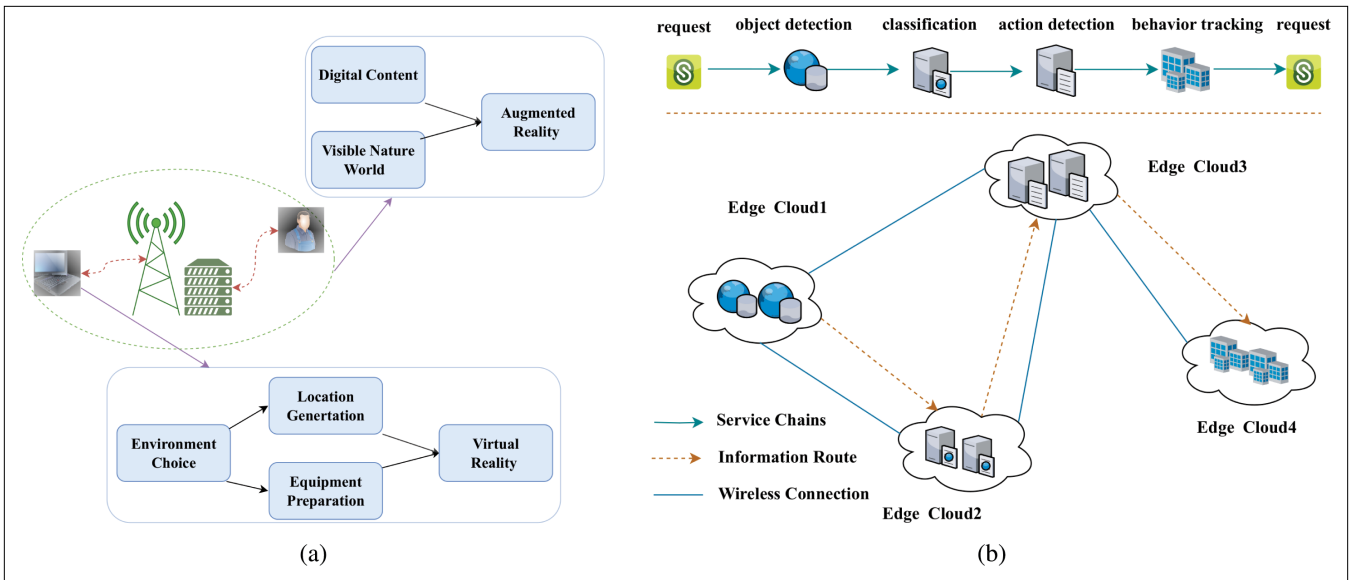 Digital Content
Visible Nature
World
Augmented
Reality
Environment
Choice
Location
Genertation
Equipment
Preparation
Virtual
Reality
(a)
request
object detection
classification
action detection
behavior tracking
request
Edge Cloud1
Edge Cloud3
Edge Cloud4
Edge Cloud2
Service Chains
Information Route
Wireless Connection
(b)